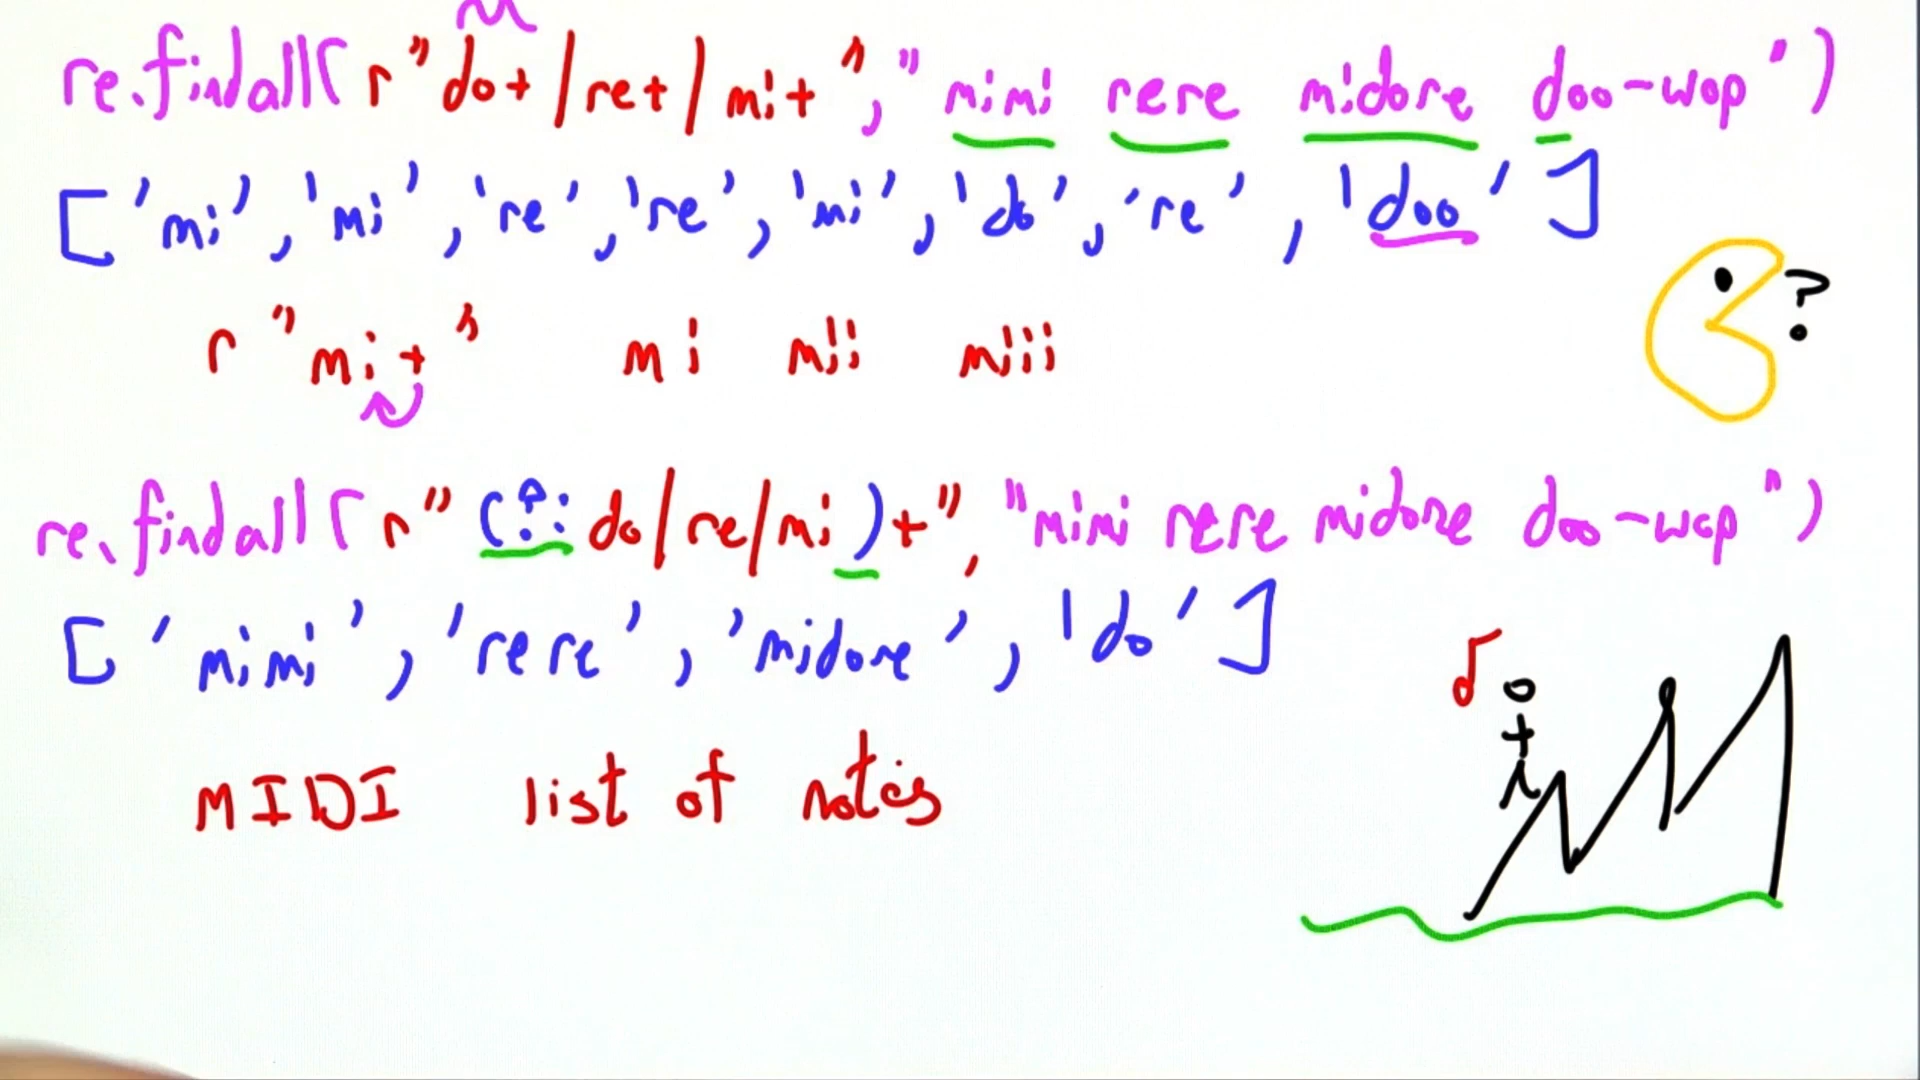 re.findall(r"do+|re+|mi+", "mimi rere midore doo-wop")
['mi', 'mi', 're', 're', 'mi', 'do', 're', 'doo']
?
r"mi+" mi mii miii
re.findall(r"(?:do|re|mi)+", "mimi rere midore doo-wop")
['mimi', 'rere', 'midore', 'do']
MIDI list of notes